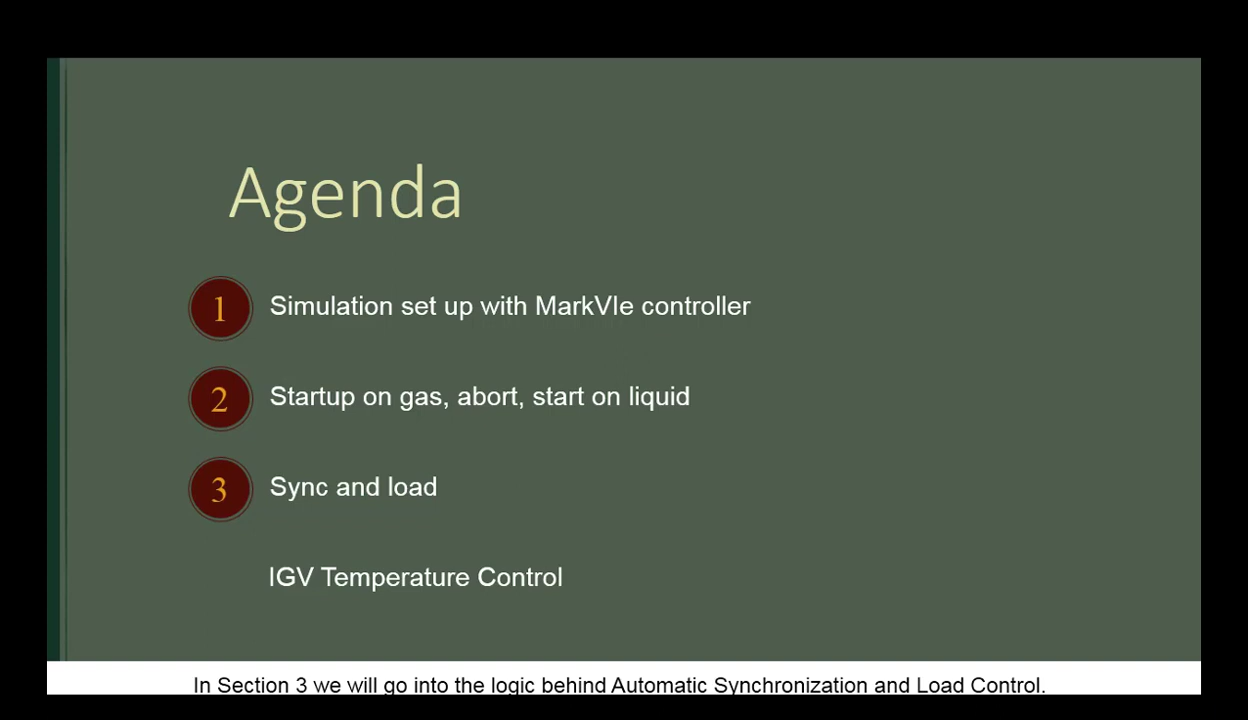 Agenda
1 Simulation set up with MarkVIe controller
2 Startup on gas, abort, start on liquid
3 Sync and load
IGV Temperature Control
In Section 3 we will go into the logic behind Automatic Synchronization and Load Control.